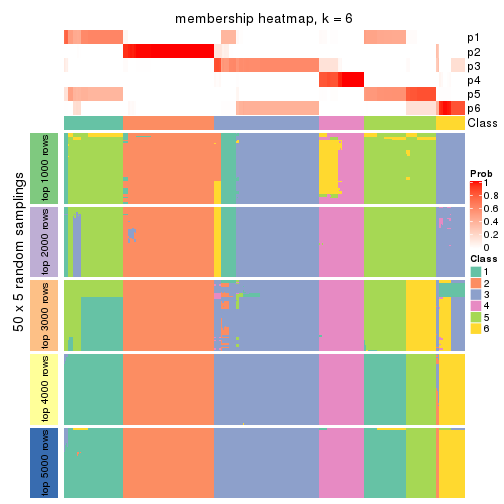 membership heatmap, k = 6
p1
p2
p3
p4
p5
p6
Class
50 x 5 random samplings
top 1000 rows
top 2000 rows
top 3000 rows
top 4000 rows
top 5000 rows
Prob
1
0.8
0.6
0.4
0.2
0
Class
1
2
3
4
5
6